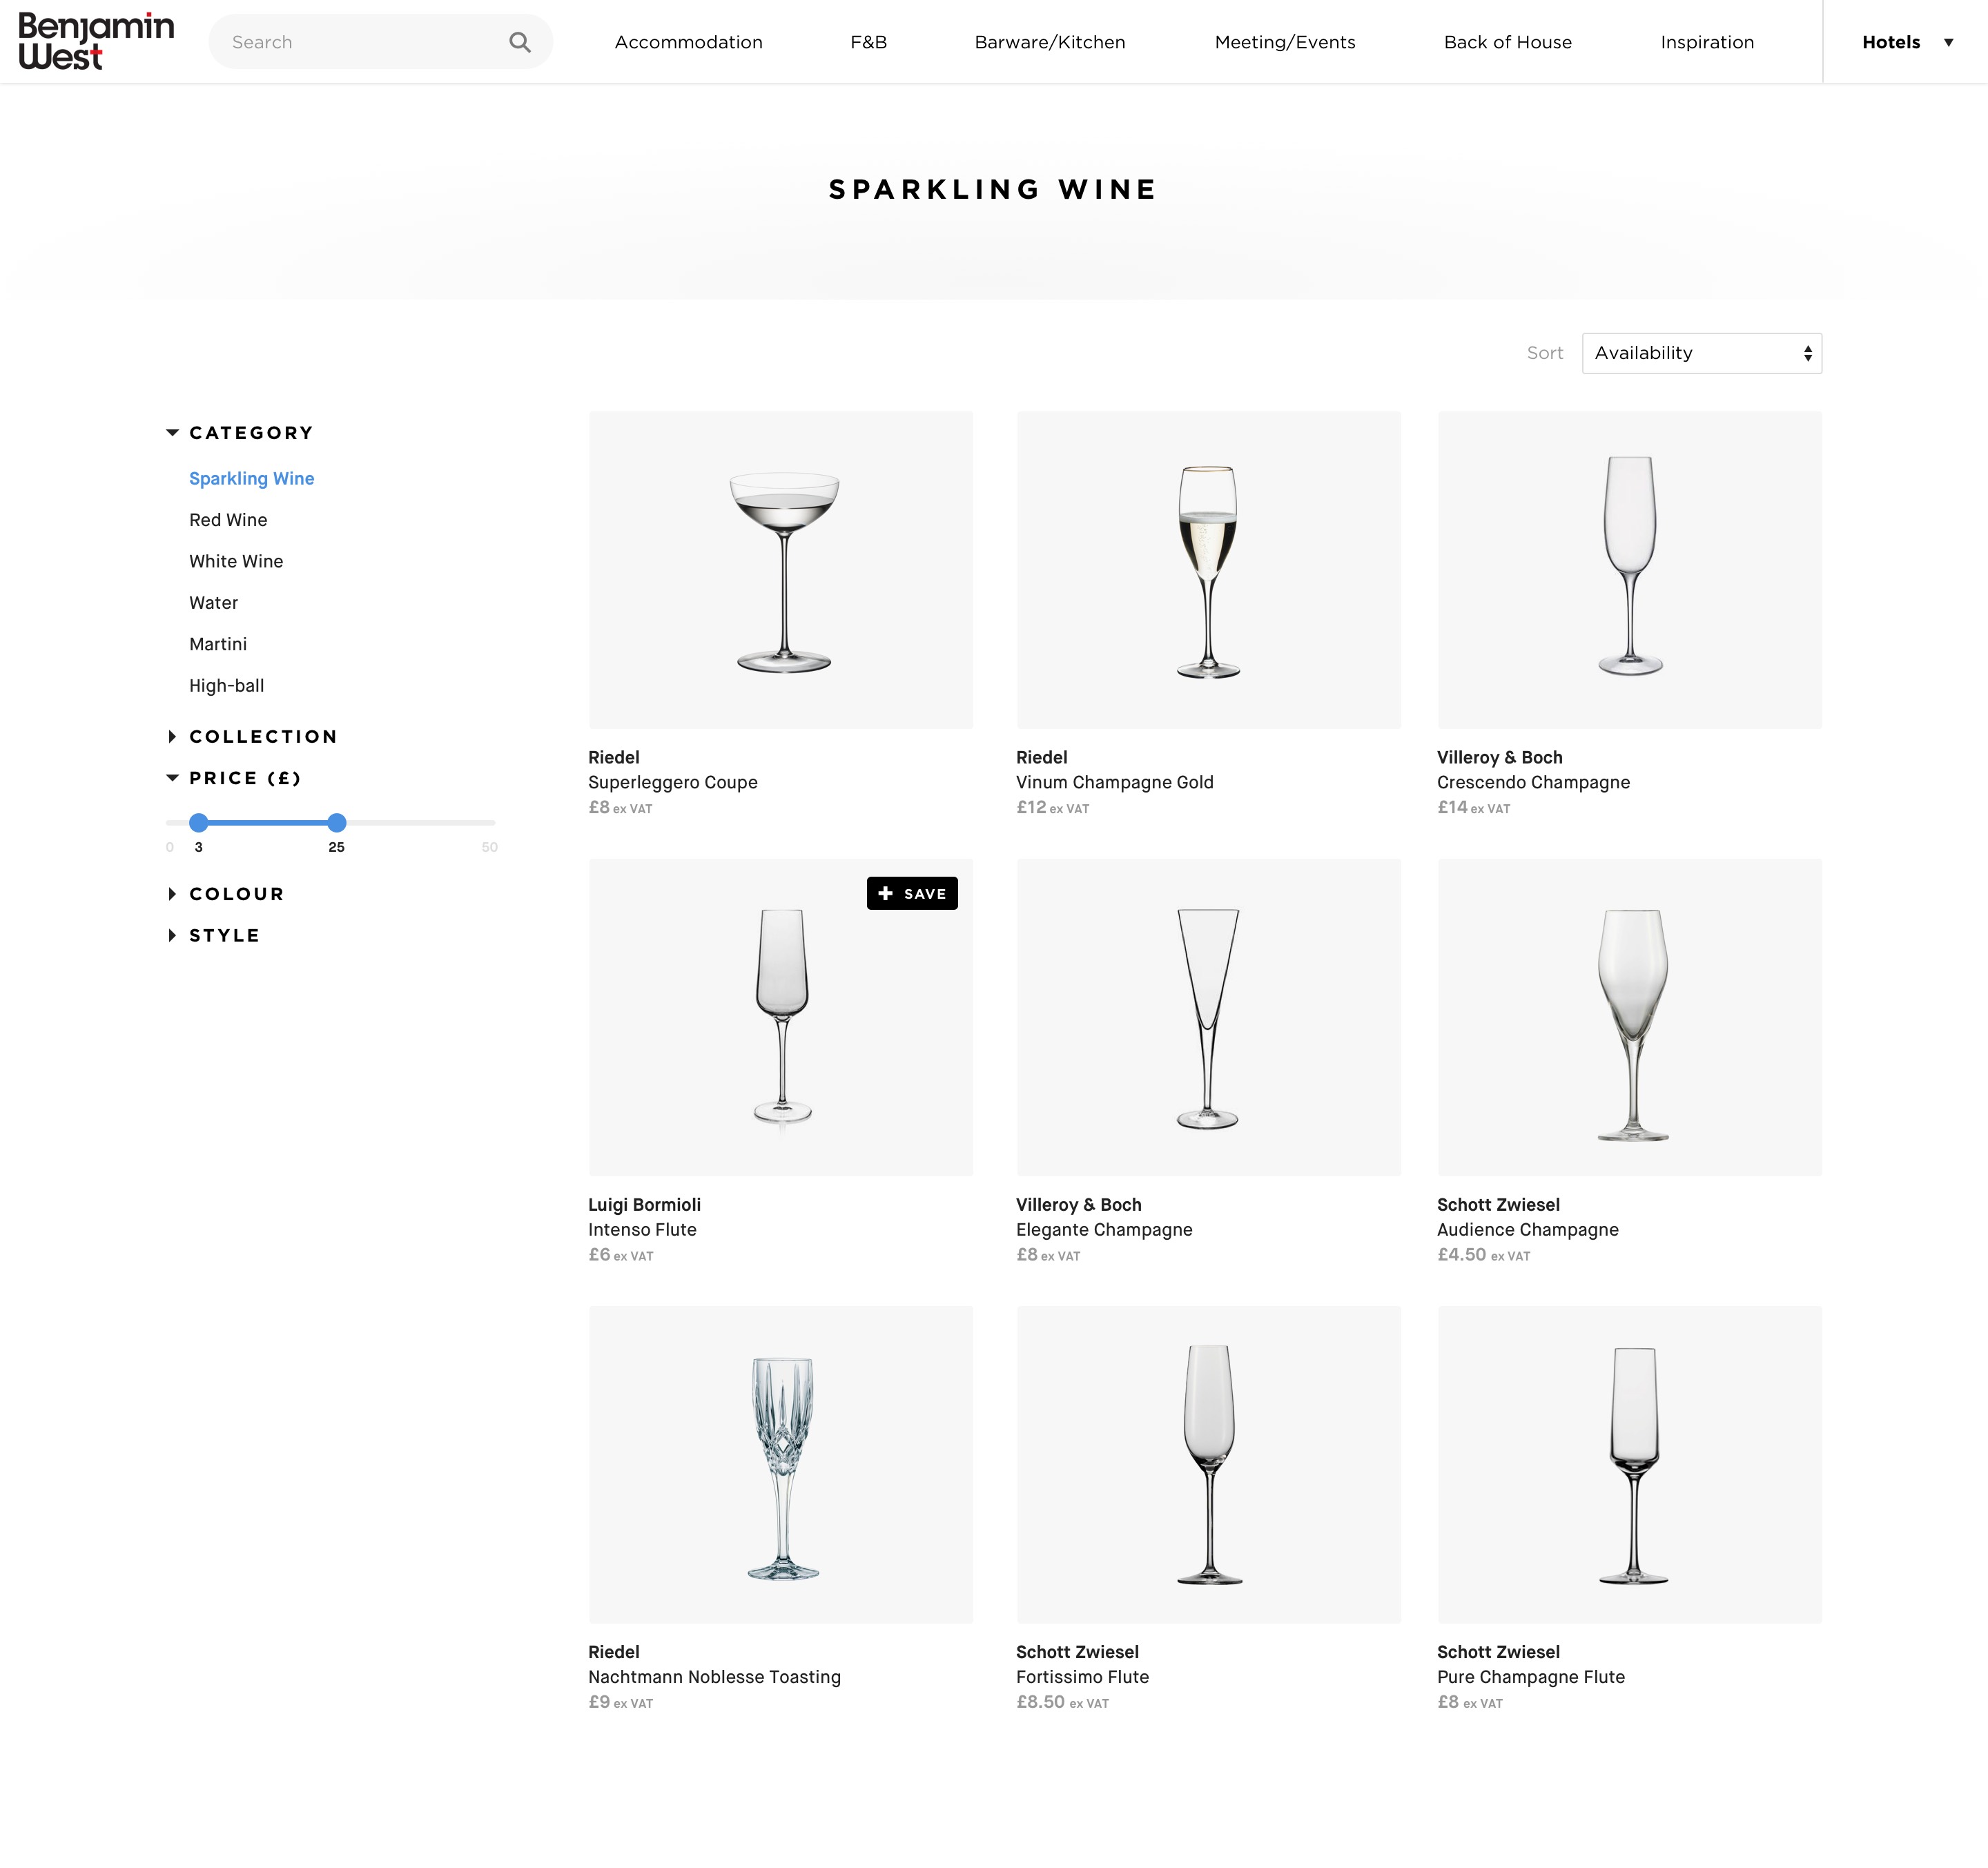 Benjamin
West
Search
Accommodation
F&B
Barware/Kitchen
Meeting/Events
Back of House
Inspiration
Hotels
SPARKLING WINE
Sort
Availability
CATEGORY
Sparkling Wine
Red Wine
White Wine
Water
Martini
High-ball
COLLECTION
PRICE (£)
0 3 25 50
COLOUR
STYLE
Riedel
Superleggero Coupe
£8 ex VAT
Riedel
Vinum Champagne Gold
£12 ex VAT
Villeroy & Boch
Crescendo Champagne
£14 ex VAT
SAVE
Luigi Bormioli
Intenso Flute
£6 ex VAT
Villeroy & Boch
Elegante Champagne
£8 ex VAT
Schott Zwiesel
Audience Champagne
£4.50 ex VAT
Riedel
Nachtmann Noblesse Toasting
£9 ex VAT
Schott Zwiesel
Fortissimo Flute
£8.50 ex VAT
Schott Zwiesel
Pure Champagne Flute
£8 ex VAT